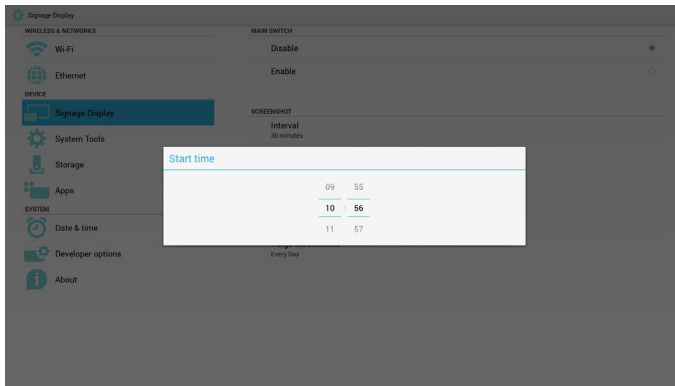 Signage Display
WIRELESS & NETWORKS
Wi-Fi
Ethernet
DEVICE
Signage Display
System Tools
Storage
Apps
SYSTEM
Date & time
Developer options
About
MAIN SWITCH
Disable
Enable
SCREENSHOT
Interval
30 minutes
Start time
09 55
10 : 56
11 57
Every Day